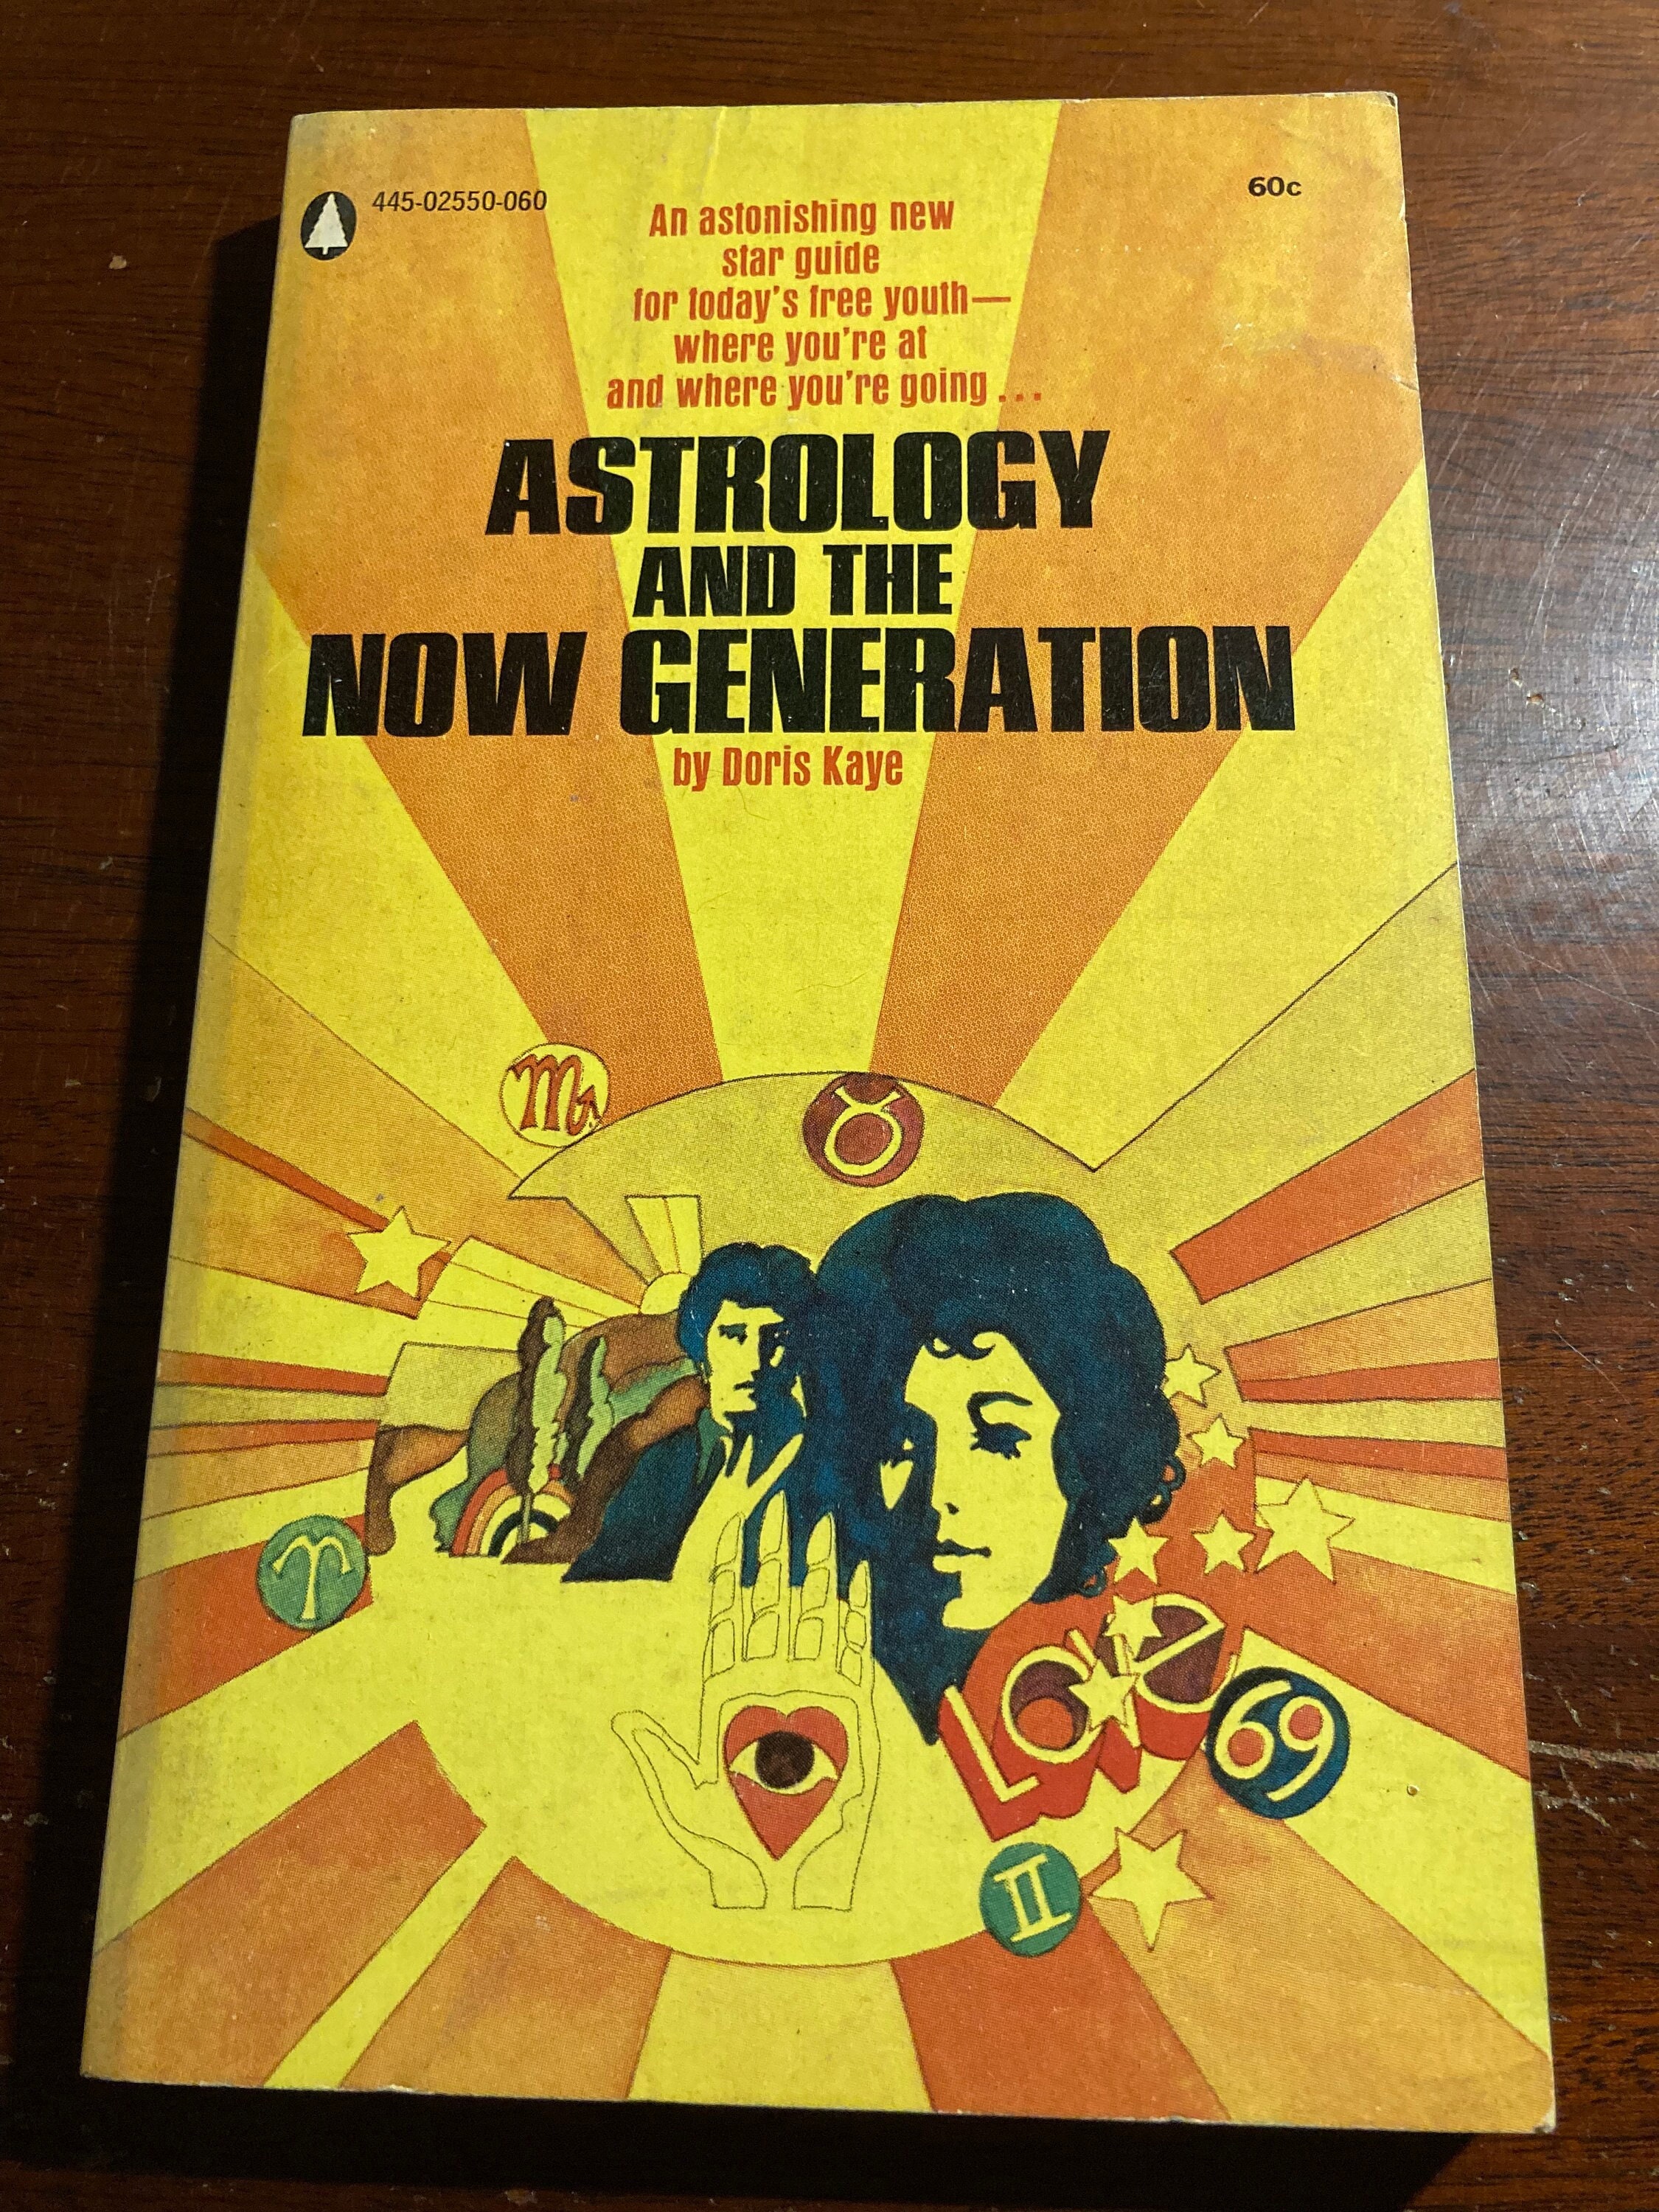 445-02550-060
60c
An astonishing new
star guide
for today's free youth—
where you're at
and where you're going...
ASTROLOGY
AND THE
NOW GENERATION
by Doris Kaye
LOVE